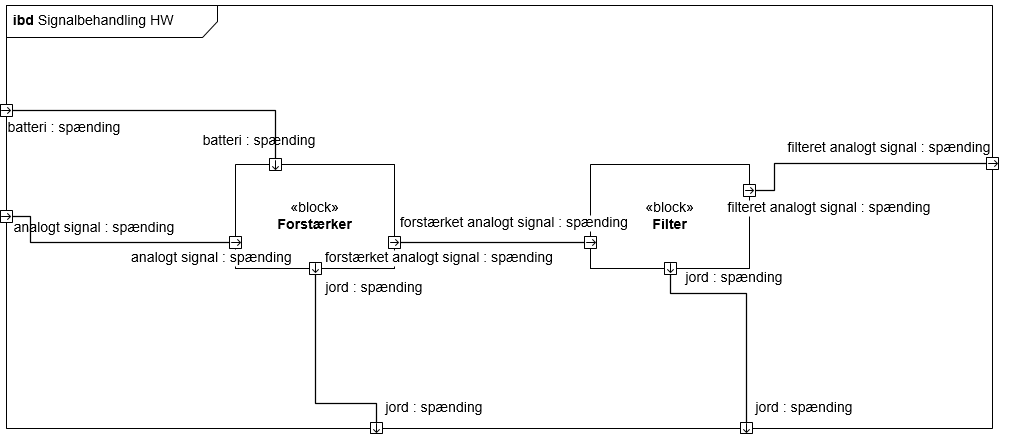 ibd Signalbehandling HW
batteri : spænding
batteri : spænding
filteret analogt signal : spænding
«block»
Forstærker
«block»
Filter
filteret analogt signal : spænding
analogt signal : spænding
forstærket analogt signal : spænding
analogt signal : spænding
forstærket analogt signal : spænding
jord : spænding
jord : spænding
jord : spænding
jord : spænding